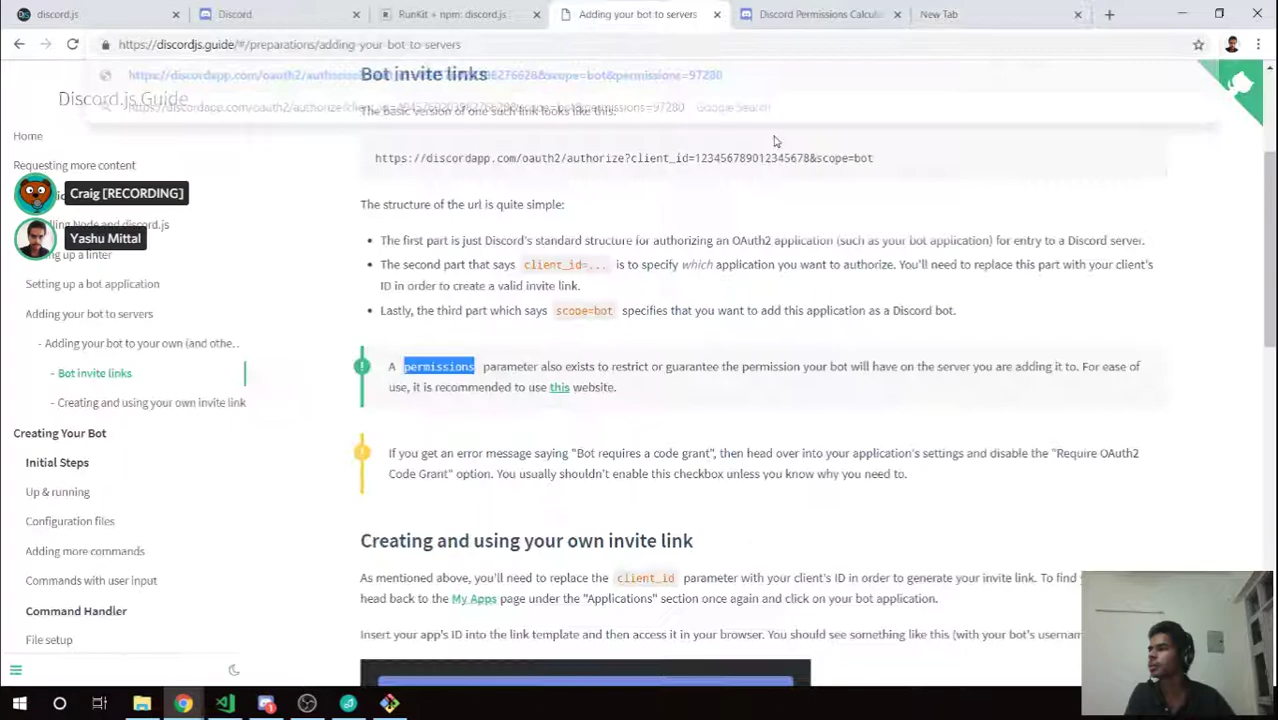 discord.js
Discord
RunKit + npm: discord.js
Adding your bot to servers
Discord Permissions Calcula
New Tab
https://discordjs.guide/#/preparations/adding-your-bot-to-servers
Bot invite links
&scope=bot&permissions=97280
Google Search
Discord.js Guide
The basic version of one such link looks like this:
Home
Requesting more content
https://discordapp.com/oauth2/authorize?client_id=123456789012345678&scope=bot
Craig [RECORDING]
The structure of the url is quite simple:
Node and discord.js
Yashu Mittal
The first part is just Discord's standard structure for authorizing an OAuth2 application (such as your bot application) for entry to a Discord server.
up a linter
The second part that says client_id=... is to specify which application you want to authorize. You'll need to replace this part with your client's
ID in order to create a valid invite link.
Setting up a bot application
Lastly, the third part which says scope=bot specifies that you want to add this application as a Discord bot.
Adding your bot to servers
- Adding your bot to your own (and othe..
- Bot invite links
A permissions parameter also exists to restrict or guarantee the permission your bot will have on the server you are adding it to. For ease of
use, it is recommended to use this website.
- Creating and using your own invite link
Creating Your Bot
Initial Steps
If you get an error message saying "Bot requires a code grant", then head over into your application's settings and disable the "Require OAuth2
Code Grant" option. You usually shouldn't enable this checkbox unless you know why you need to.
Up & running
Configuration files
Creating and using your own invite link
Adding more commands
Commands with user input
As mentioned above, you'll need to replace the client_id parameter with your client's ID in order to generate your invite link. To find
head back to the My Apps page under the "Applications" section once again and click on your bot application.
Command Handler
File setup
Insert your app's ID into the link template and then access it in your browser. You should see something like this (with your bot's usernam